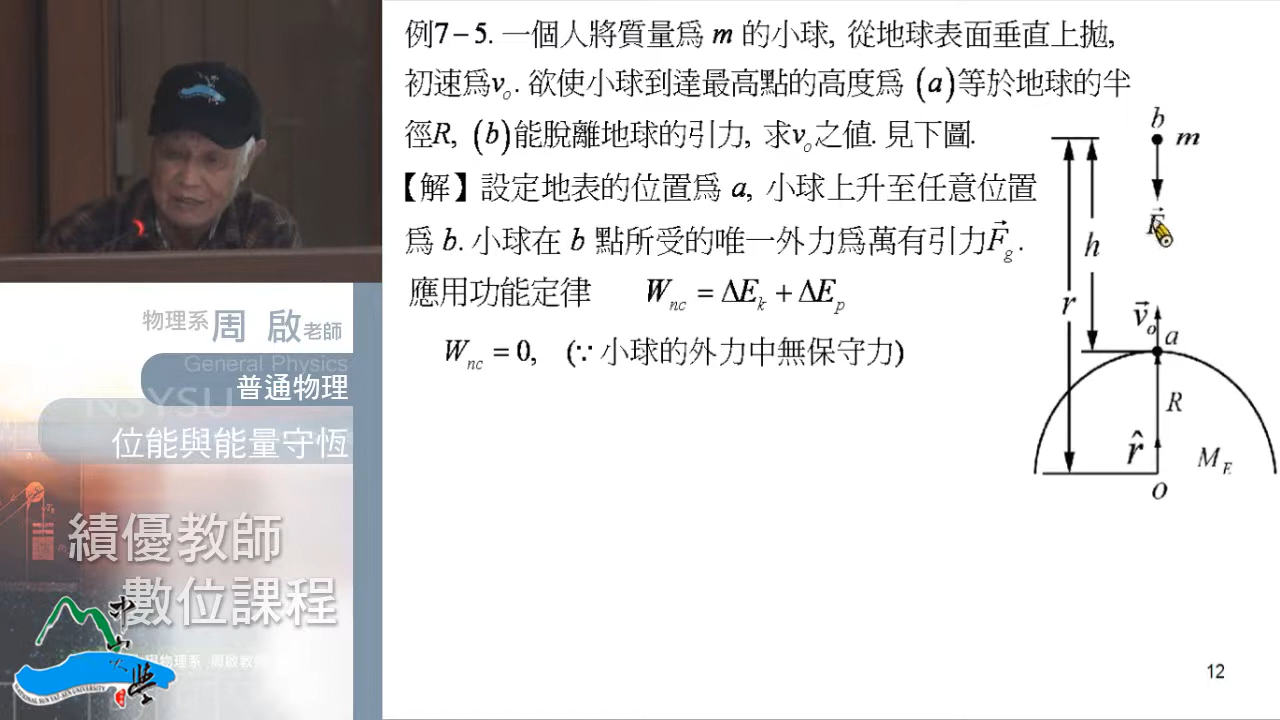 例7-5. 一個人將質量爲 m 的小球, 從地球表面垂直上拋,
初速爲v₀. 欲使小球到達最高點的高度爲 (a)等於地球的半
徑R, (b)能脫離地球的引力, 求v₀之值. 見下圖.
【解】設定地表的位置爲 a, 小球上升至任意位置
爲 b. 小球在 b 點所受的唯一外力爲萬有引力F⃗g.
應用功能定律 Wnc = ΔEk + ΔEp
Wnc = 0, (∵ 小球的外力中無保守力)
b
m
F⃗
h
r
v⃗₀
a
R
r̂
ME
O
12
物理系 周 啟 老師
General Physics
普通物理
NSYSU
位能與能量守恆
績優教師
數位課程
NATIONAL SUN YAT-SEN UNIVERSITY